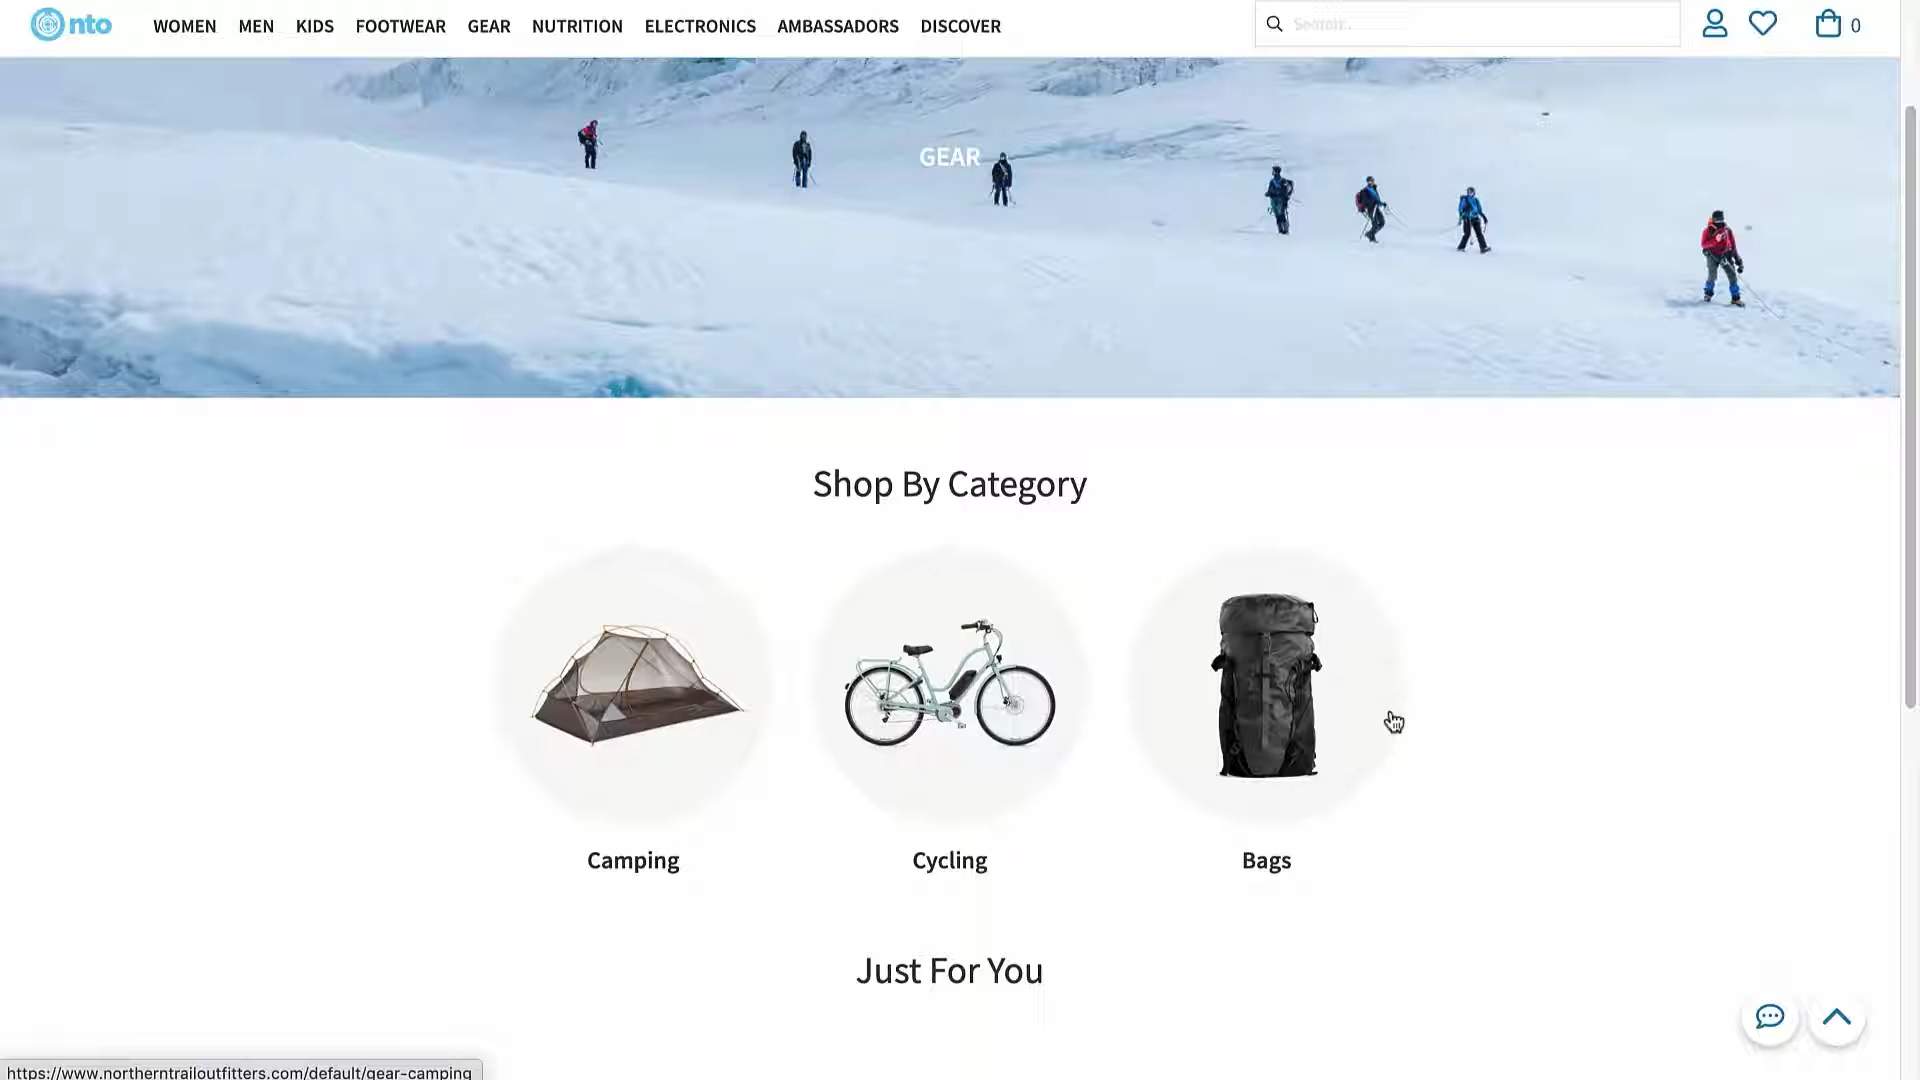 nto
WOMEN MEN KIDS FOOTWEAR GEAR NUTRITION ELECTRONICS AMBASSADORS DISCOVER
Search..
0
GEAR
Shop By Category
Camping
Cycling
Bags
Just For You
https://www.northerntrailoutfitters.com/default/gear-camping